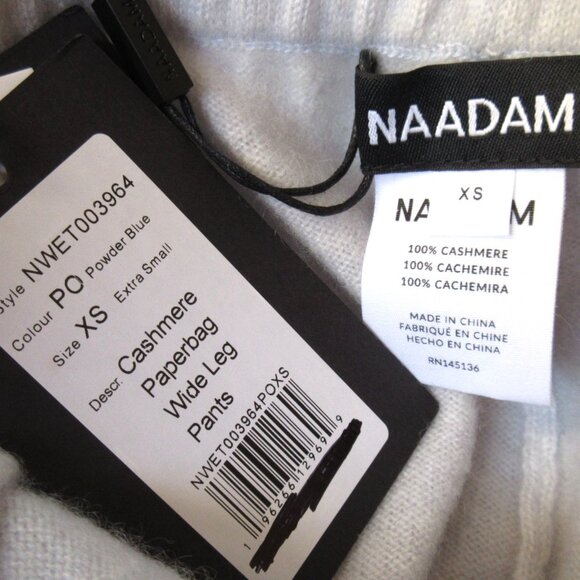 NAADAM
Style NWET003964
Colour PO Powder Blue
Size XS Extra Small
Descr. Cashmere
Paperbag
Wide Leg
Pants
NWET003964POXS
NAADAM
XS
100% CASHMERE
100% CACHEMIRE
100% CACHEMIRA
MADE IN CHINA
FABRIQUÉ EN CHINE
HECHO EN CHINA
RN145136